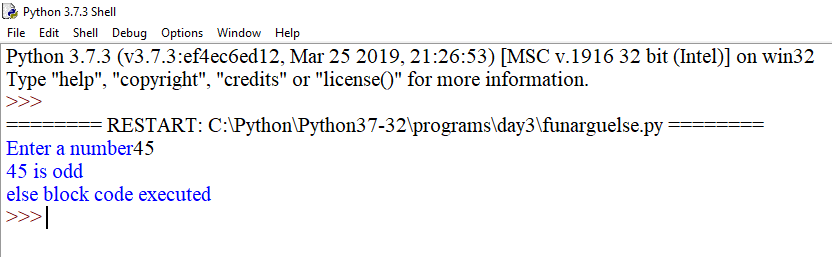 Python 3.7.3 Shell
File Edit Shell Debug Options Window Help
Python 3.7.3 (v3.7.3:ef4ec6ed12, Mar 25 2019, 21:26:53) [MSC v.1916 32 bit (Intel)] on win32
Type "help", "copyright", "credits" or "license()" for more information.
>>>
======== RESTART: C:\Python\Python37-32\programs\day3\funarguelse.py ========
Enter a number45
45 is odd
else block code executed
>>>